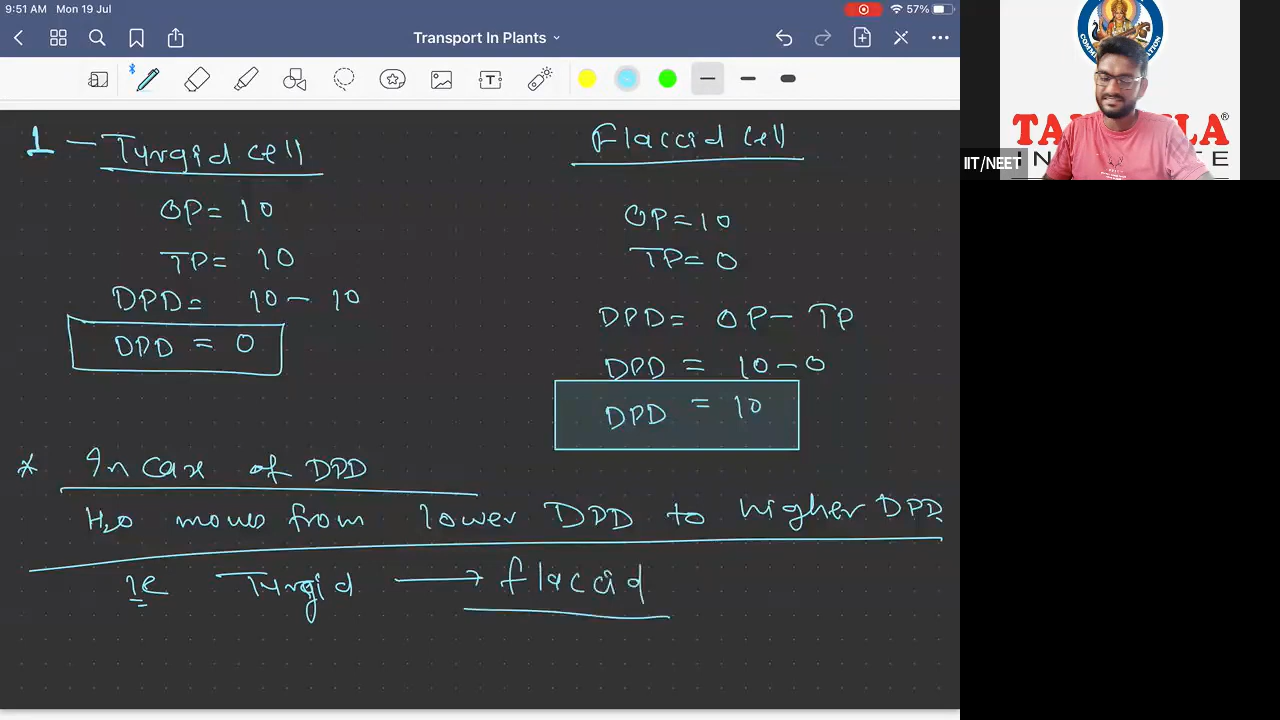 9:51 AM Mon 19 Jul
57%
Transport In Plants
1 - Turgid cell
OP = 10
TP = 10
DPD = 10 - 10
DPD = 0
Flaccid cell
OP = 10
TP = 0
DPD = OP - TP
DPD = 10 - 0
DPD = 10
* In case of DPD
H2O moves from lower DPD to higher DPD
ie Turgid → flaccid
IIT/NEET